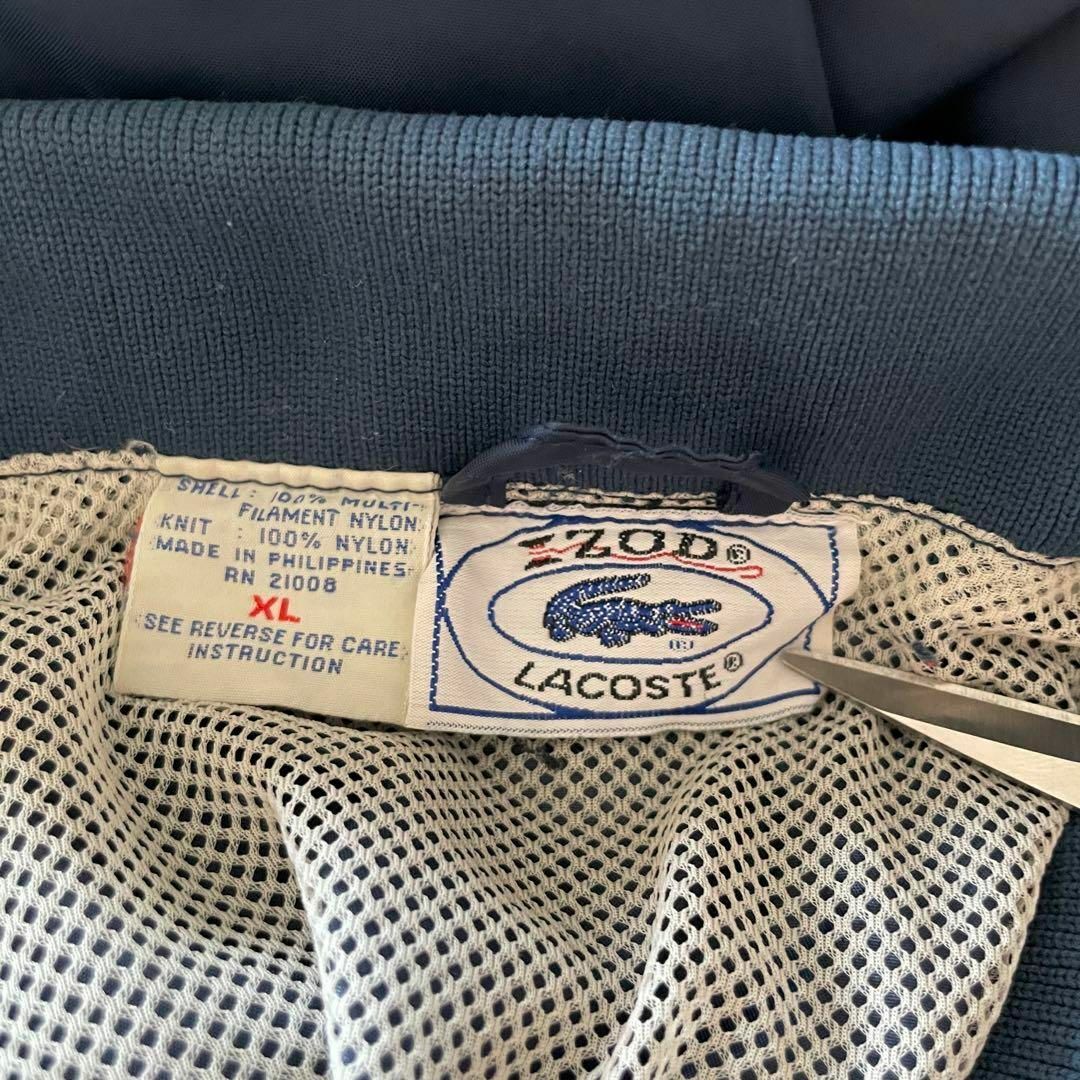 SHELL : 100% MULTI-
FILAMENT NYLON
KNIT : 100% NYLON
MADE IN PHILIPPINES
RN 21008
XL
SEE REVERSE FOR CARE
INSTRUCTION
IZOD®
®
LACOSTE®